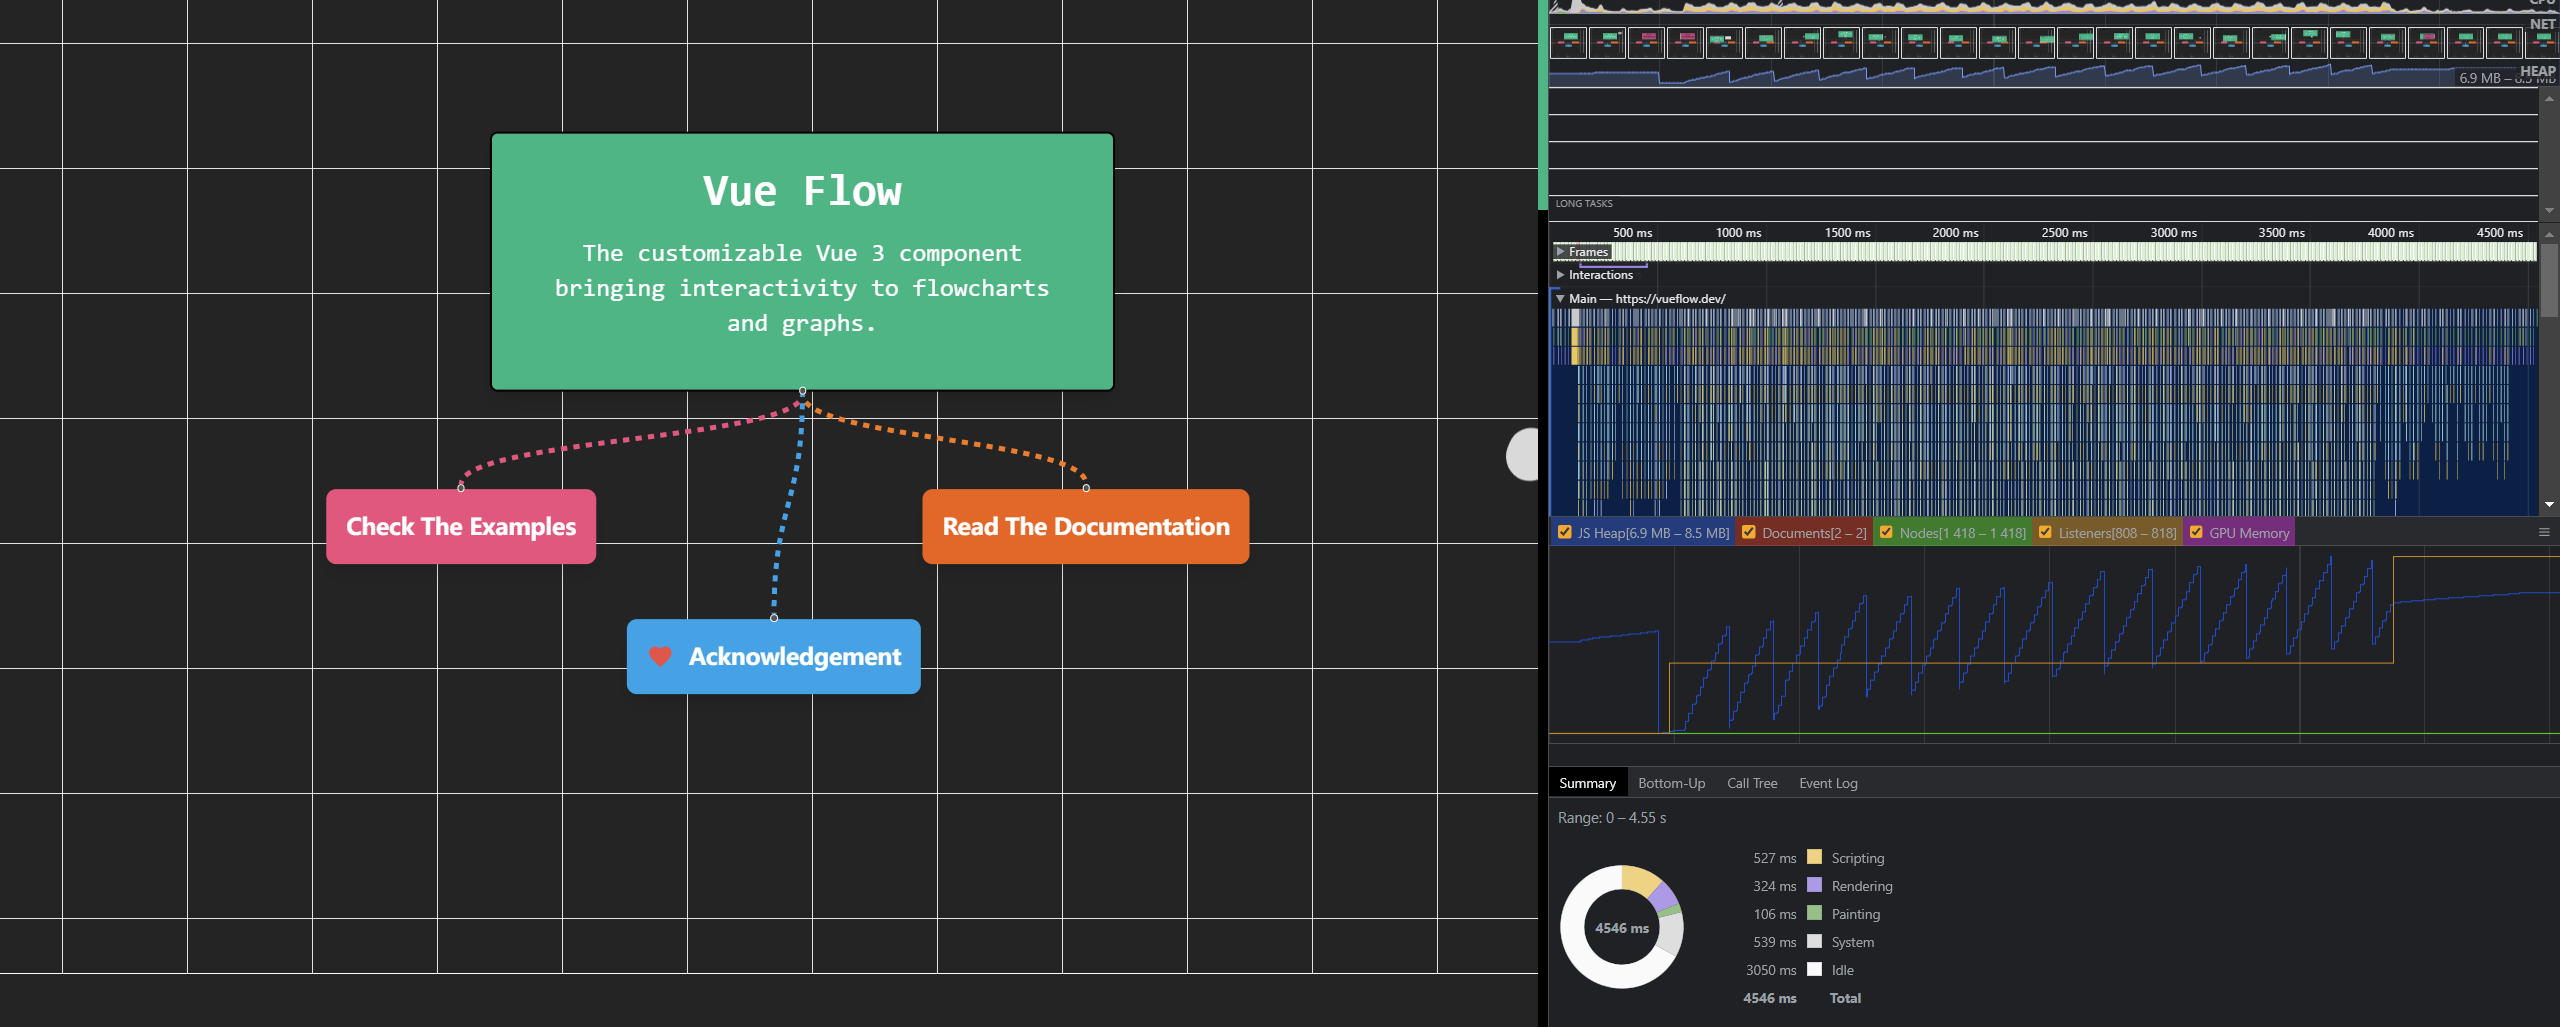 Vue Flow
The customizable Vue 3 component
bringing interactivity to flowcharts
and graphs.
Check The Examples
Read The Documentation
Acknowledgement
CPU
NET
HEAP
6.9 MB – 8.5 MB
LONG TASKS
500 ms 1000 ms 1500 ms 2000 ms 2500 ms 3000 ms 3500 ms 4000 ms 4500 ms
Frames
Interactions
Main — https://vueflow.dev/
JS Heap[6.9 MB – 8.5 MB] Documents[2 – 2] Nodes[1 418 – 1 418] Listeners[808 – 818] GPU Memory
Summary Bottom-Up Call Tree Event Log
Range: 0 – 4.55 s
527 ms Scripting
324 ms Rendering
106 ms Painting
539 ms System
3050 ms Idle
4546 ms Total
4546 ms